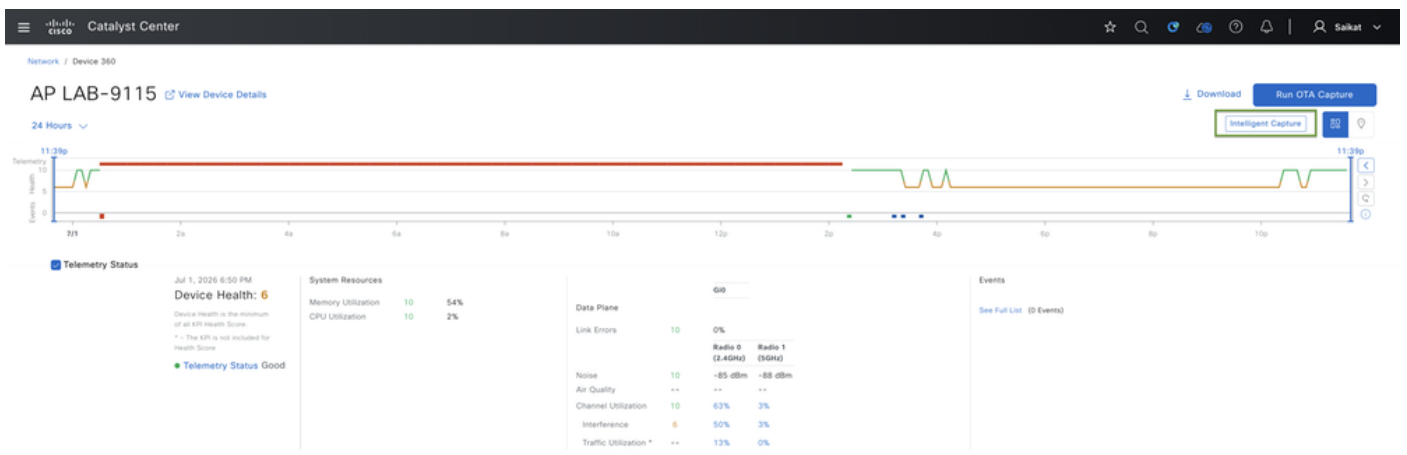 CISCO Catalyst Center Saikat
Network / Device 360
AP LAB-9115 View Device Details Download Run OTA Capture
24 Hours Intelligent Capture
11:39p 11:39p
Telemetry
10
Health
5
Events
0
7/1 2a 4a 6a 8a 10a 12p 2p 4p 6p 8p 10p
Telemetry Status
Jul 1, 2026 6:50 PM
Device Health: 6
Device Health is the minimum
of all KPI Health Score.
* - The KPI is not included for
Health Score
Telemetry Status Good
System Resources
Memory Utilization 10 54%
CPU Utilization 10 2%
Gi0
Data Plane
Link Errors 10 0%
Radio 0 Radio 1
(2.4GHz) (5GHz)
Noise 10 -85 dBm -88 dBm
Air Quality -- -- --
Channel Utilization 10 63% 3%
Interference 6 50% 3%
Traffic Utilization * -- 13% 0%
Events
See Full List (0 Events)